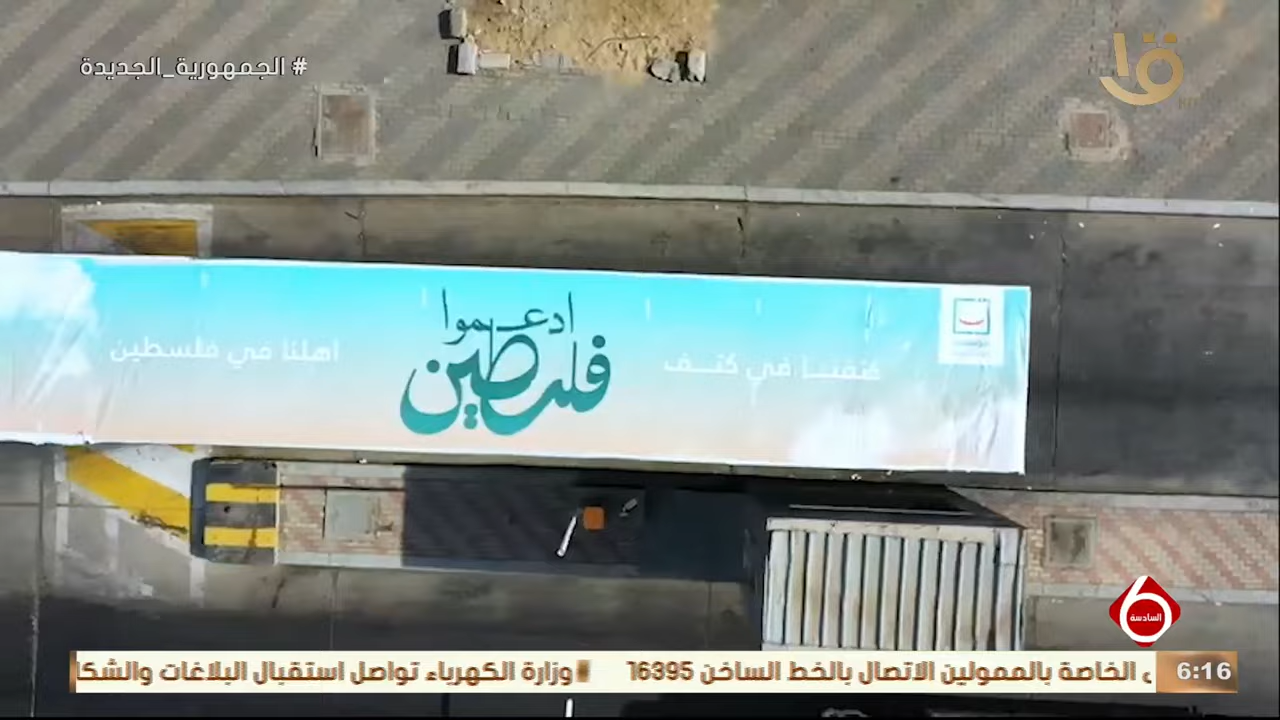 # الجمهورية_الجديدة
ادعموا
فلسطين
كتفنا في كتف
اهلنا في فلسطين
السادسة
الخاصة بالممولين الاتصال بالخط الساخن 16395
وزارة الكهرباء تواصل استقبال البلاغات والشكا
6:16